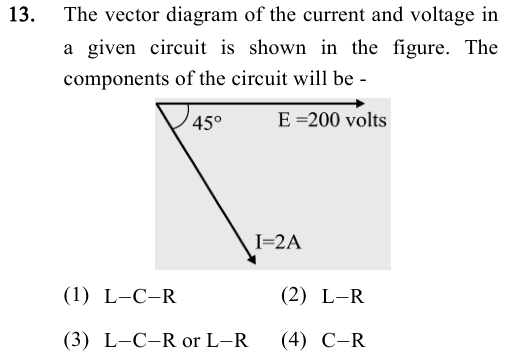 13. The vector diagram of the current and voltage in
a given circuit is shown in the figure. The
components of the circuit will be -
45° E =200 volts
I=2A
(1) L–C–R (2) L–R
(3) L–C–R or L–R (4) C–R